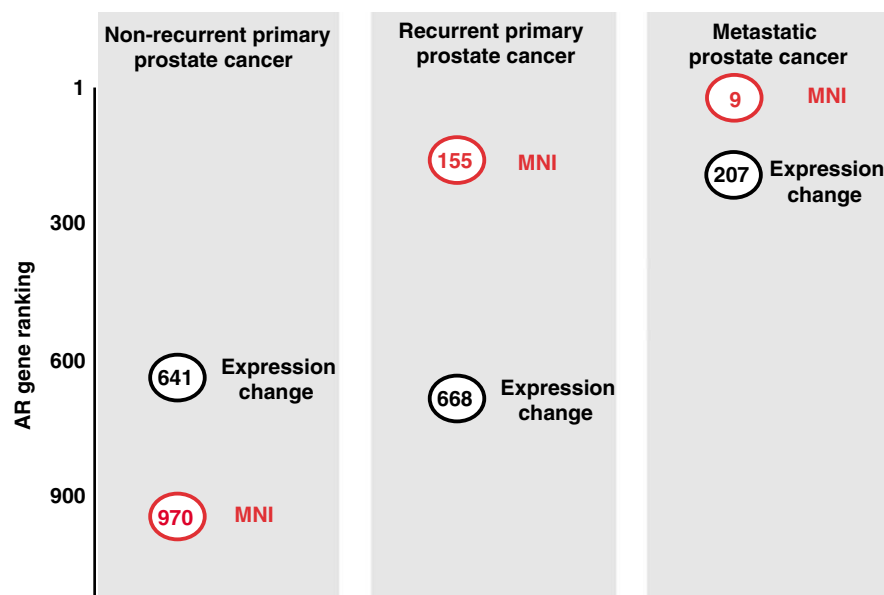 Non-recurrent primary
prostate cancer
Recurrent primary
prostate cancer
Metastatic
prostate cancer
1
300
600
900
AR gene ranking
641
Expression
change
970
MNI
155
MNI
668
Expression
change
9
MNI
207
Expression
change